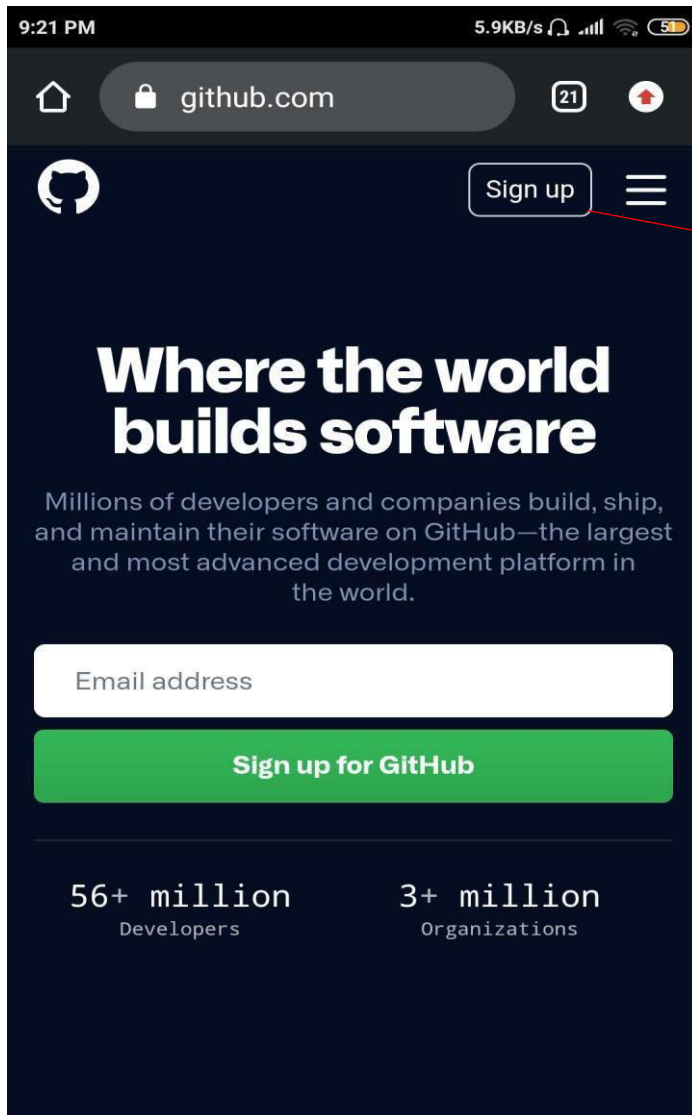 9:21 PM 5.9KB/s 51
github.com 21
Sign up
Where the world
builds software
Millions of developers and companies build, ship,
and maintain their software on GitHub—the largest
and most advanced development platform in
the world.
Email address
Sign up for GitHub
56+ million 3+ million
Developers Organizations